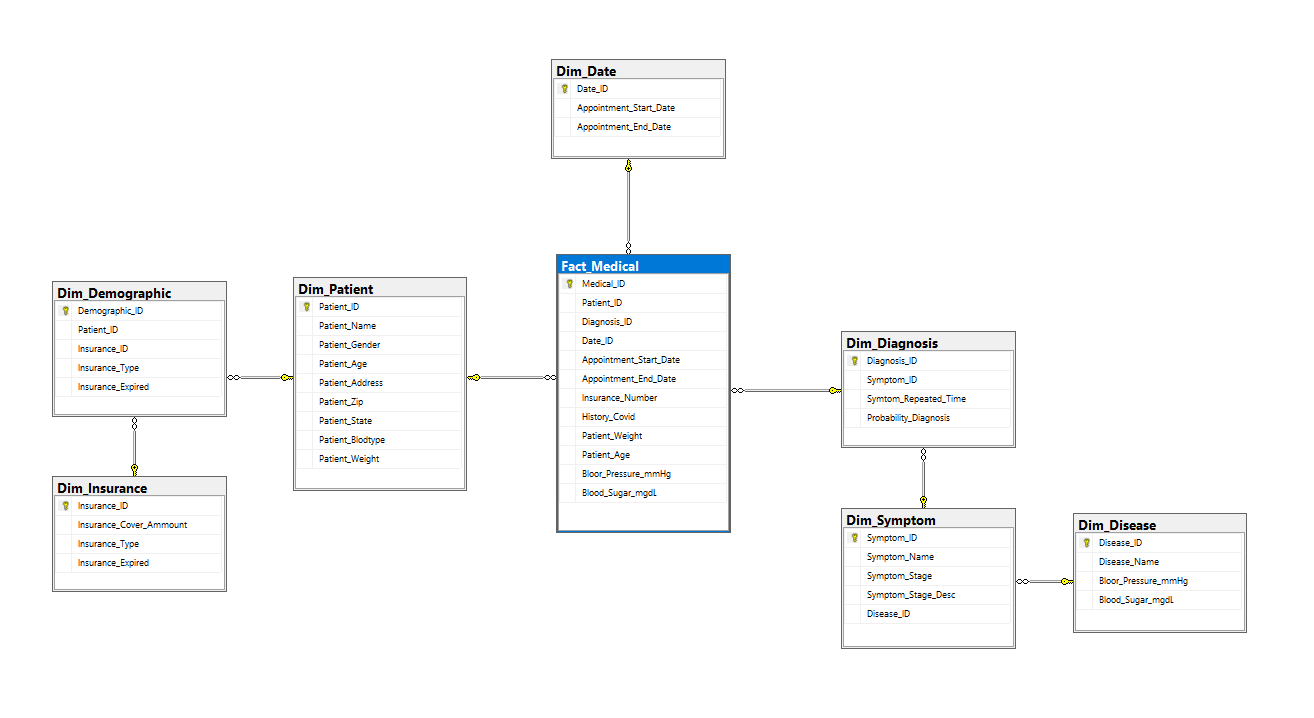 Dim_Date
Date_ID
Appointment_Start_Date
Appointment_End_Date
Fact_Medical
Medical_ID
Patient_ID
Diagnosis_ID
Date_ID
Appointment_Start_Date
Appointment_End_Date
Insurance_Number
History_Covid
Patient_Weight
Patient_Age
Bloor_Pressure_mmHg
Blood_Sugar_mgdL
Dim_Demographic
Demographic_ID
Patient_ID
Insurance_ID
Insurance_Type
Insurance_Expired
Dim_Patient
Patient_ID
Patient_Name
Patient_Gender
Patient_Age
Patient_Address
Patient_Zip
Patient_State
Patient_Blodtype
Patient_Weight
Dim_Insurance
Insurance_ID
Insurance_Cover_Ammount
Insurance_Type
Insurance_Expired
Dim_Diagnosis
Diagnosis_ID
Symptom_ID
Symtom_Repeated_Time
Probability_Diagnosis
Dim_Symptom
Symptom_ID
Symptom_Name
Symptom_Stage
Symptom_Stage_Desc
Disease_ID
Dim_Disease
Disease_ID
Disease_Name
Bloor_Pressure_mmHg
Blood_Sugar_mgdL